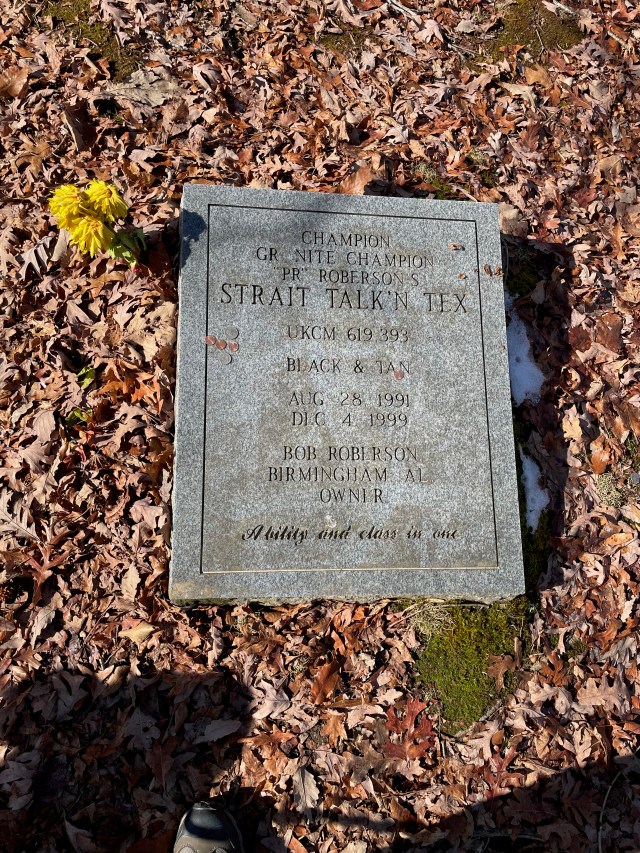 CHAMPION
GR NITE CHAMPION
"PR" ROBERSON'S
STRAIT TALK'N TEX
UKCM 619,393
BLACK & TAN
AUG 28 1991
DEC 4 1999
BOB ROBERSON
BIRMINGHAM AL
OWNER
Ability and class in one